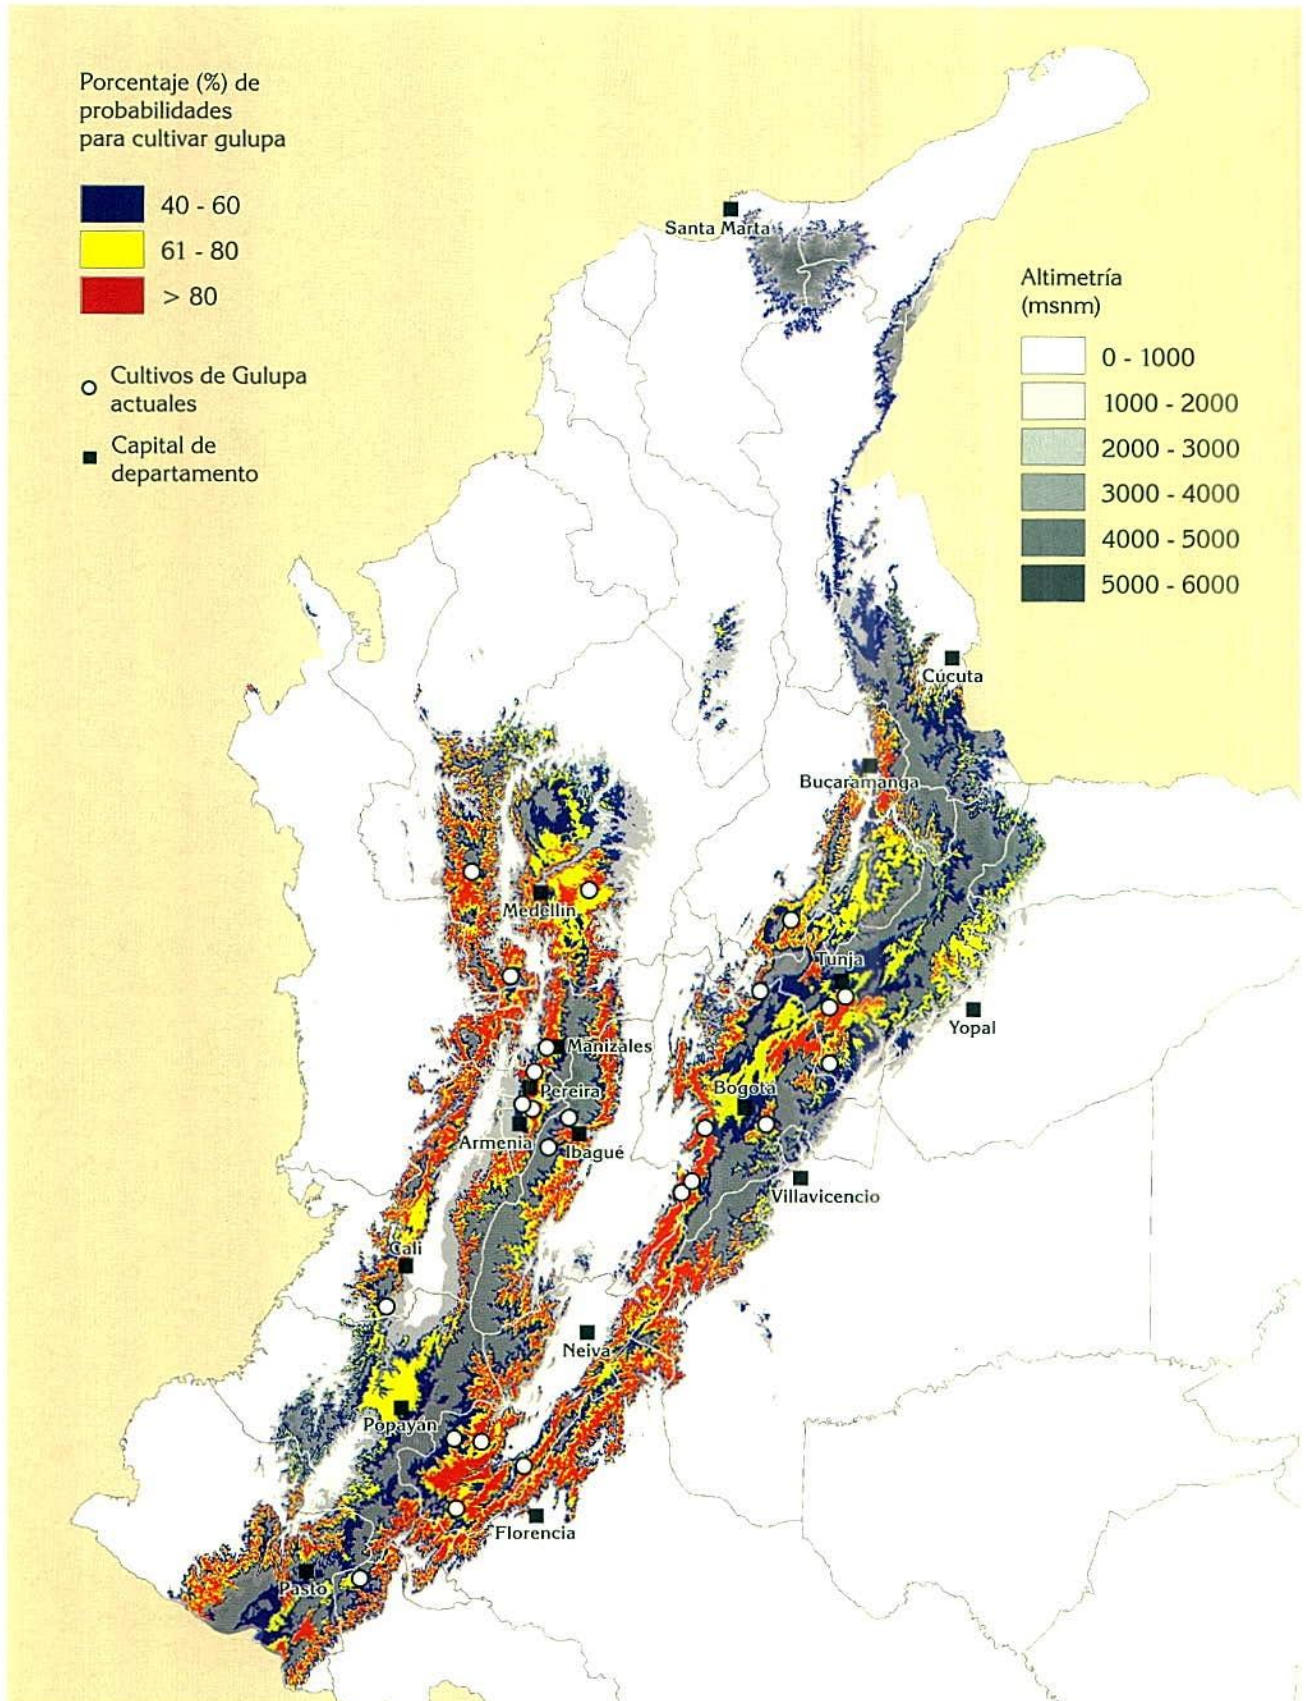 Porcentaje (%) de
probabilidades
para cultivar gulupa
40 - 60
61 - 80
> 80
Cultivos de Gulupa
actuales
Capital de
departamento
Santa Marta
Altimetría
(msnm)
0 - 1000
1000 - 2000
2000 - 3000
3000 - 4000
4000 - 5000
5000 - 6000
Cúcuta
Bucaramanga
Medellín
Tunja
Yopal
Manizales
Pereira
Bogotá
Armenia
Ibagué
Villavicencio
Cali
Neiva
Popayán
Florencia
Pasto